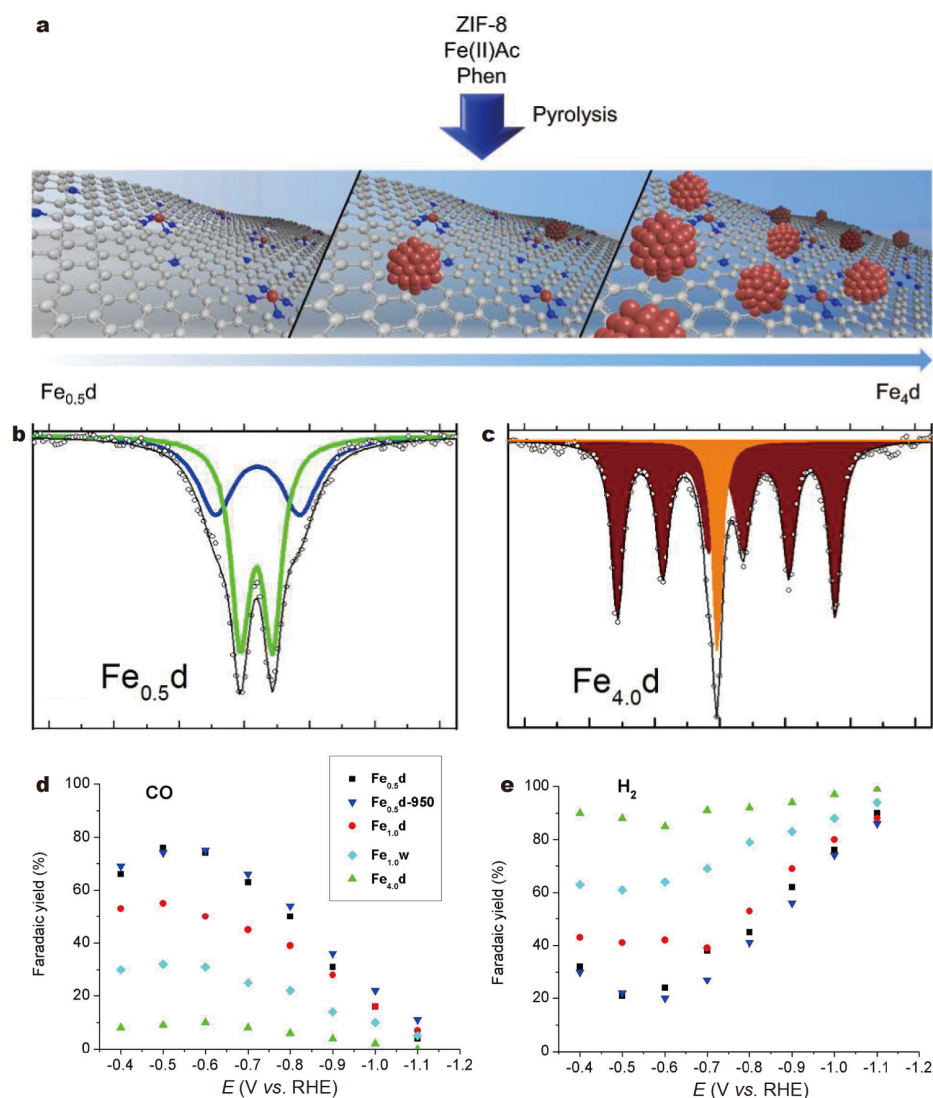 a
ZIF-8
Fe(II)Ac
Phen
Pyrolysis
Fe0.5d
Fe4d
b
Fe0.5d
c
Fe4.0d
d
CO
Fe0.5d
Fe0.5d-950
Fe1.0d
Fe1.0w
Fe4.0d
Faradaic yield (%)
100
80
60
40
20
0
-0.4 -0.5 -0.6 -0.7 -0.8 -0.9 -1.0 -1.1 -1.2
E (V vs. RHE)
e
H2
Faradaic yield (%)
100
80
60
40
20
0
-0.4 -0.5 -0.6 -0.7 -0.8 -0.9 -1.0 -1.1 -1.2
E (V vs. RHE)